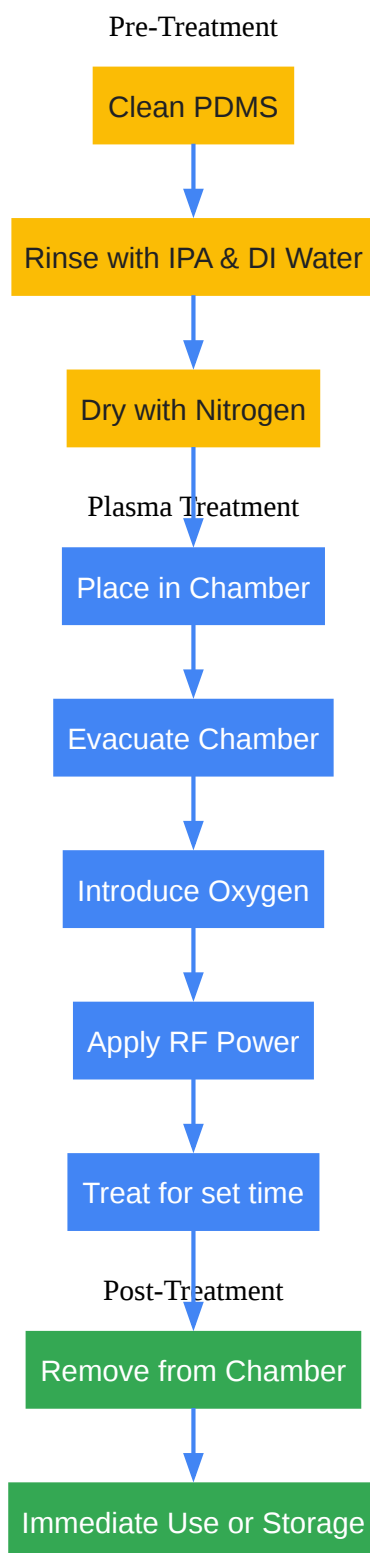 Pre-Treatment
Clean PDMS
Rinse with IPA & DI Water
Dry with Nitrogen
Plasma Treatment
Place in Chamber
Evacuate Chamber
Introduce Oxygen
Apply RF Power
Treat for set time
Post-Treatment
Remove from Chamber
Immediate Use or Storage